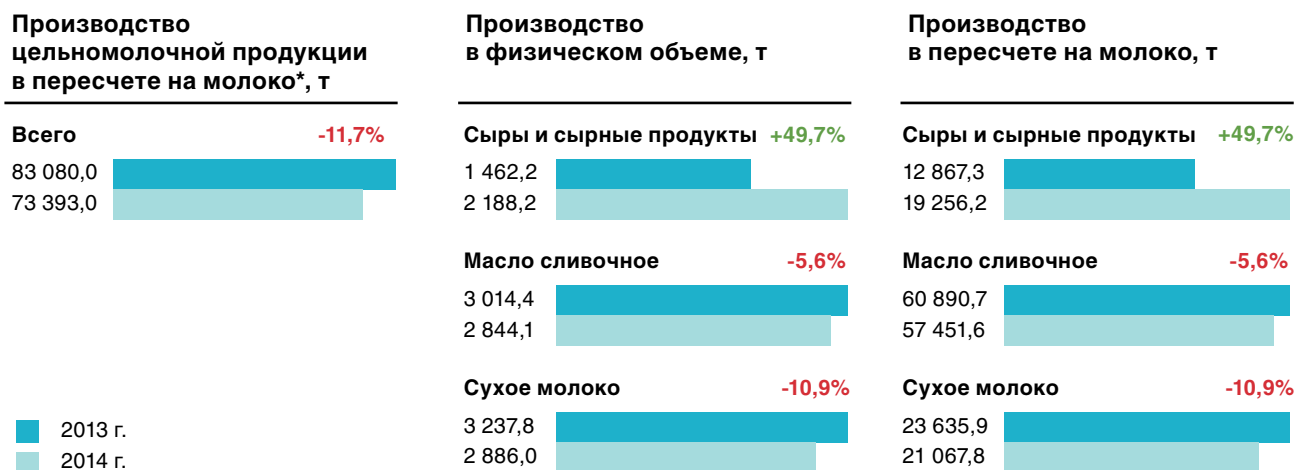 Производство
цельномолочной продукции
в пересчете на молоко*, т
Всего -11,7%
83 080,0
73 393,0
2013 г.
2014 г.
Производство
в физическом объеме, т
Сыры и сырные продукты +49,7%
1 462,2
2 188,2
Масло сливочное -5,6%
3 014,4
2 844,1
Сухое молоко -10,9%
3 237,8
2 886,0
Производство
в пересчете на молоко, т
Сыры и сырные продукты +49,7%
12 867,3
19 256,2
Масло сливочное -5,6%
60 890,7
57 451,6
Сухое молоко -10,9%
23 635,9
21 067,8